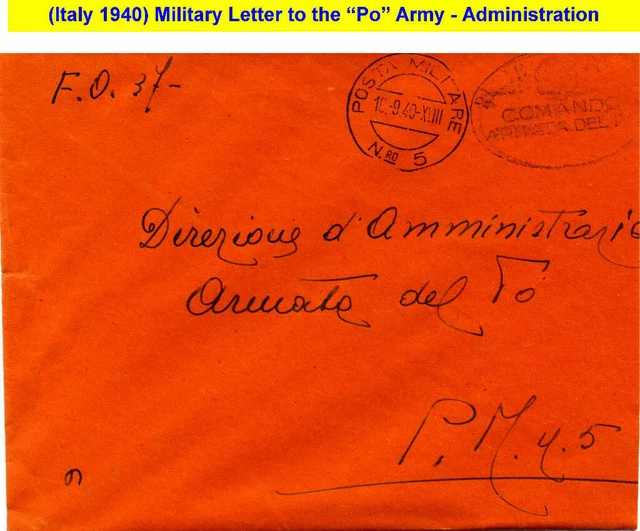 (Italy 1940) Military Letter to the “Po” Army - Administration
F.O. 37-
POSTA MILITARE
10-9.40-XVIII
N.RO 5
COMANDO
ARMATA DEL P
Direzione d'Amministrazio
Armata del Po
P.M. n. 5